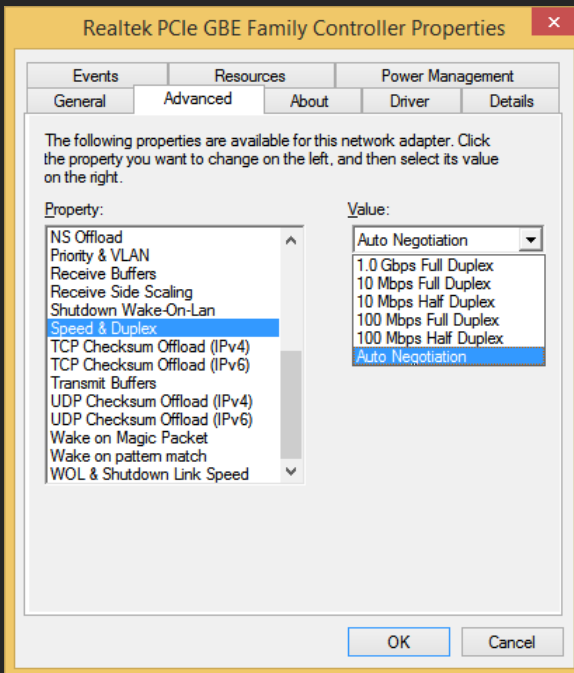 Realtek PCIe GBE Family Controller Properties
Events
Resources
Power Management
General
Advanced
About
Driver
Details
The following properties are available for this network adapter. Click
the property you want to change on the left, and then select its value
on the right.
Property:
NS Offload
Priority & VLAN
Receive Buffers
Receive Side Scaling
Shutdown Wake-On-Lan
Speed & Duplex
TCP Checksum Offload (IPv4)
TCP Checksum Offload (IPv6)
Transmit Buffers
UDP Checksum Offload (IPv4)
UDP Checksum Offload (IPv6)
Wake on Magic Packet
Wake on pattern match
WOL & Shutdown Link Speed
Value:
Auto Negotiation
1.0 Gbps Full Duplex
10 Mbps Full Duplex
10 Mbps Half Duplex
100 Mbps Full Duplex
100 Mbps Half Duplex
Auto Negotiation
OK
Cancel